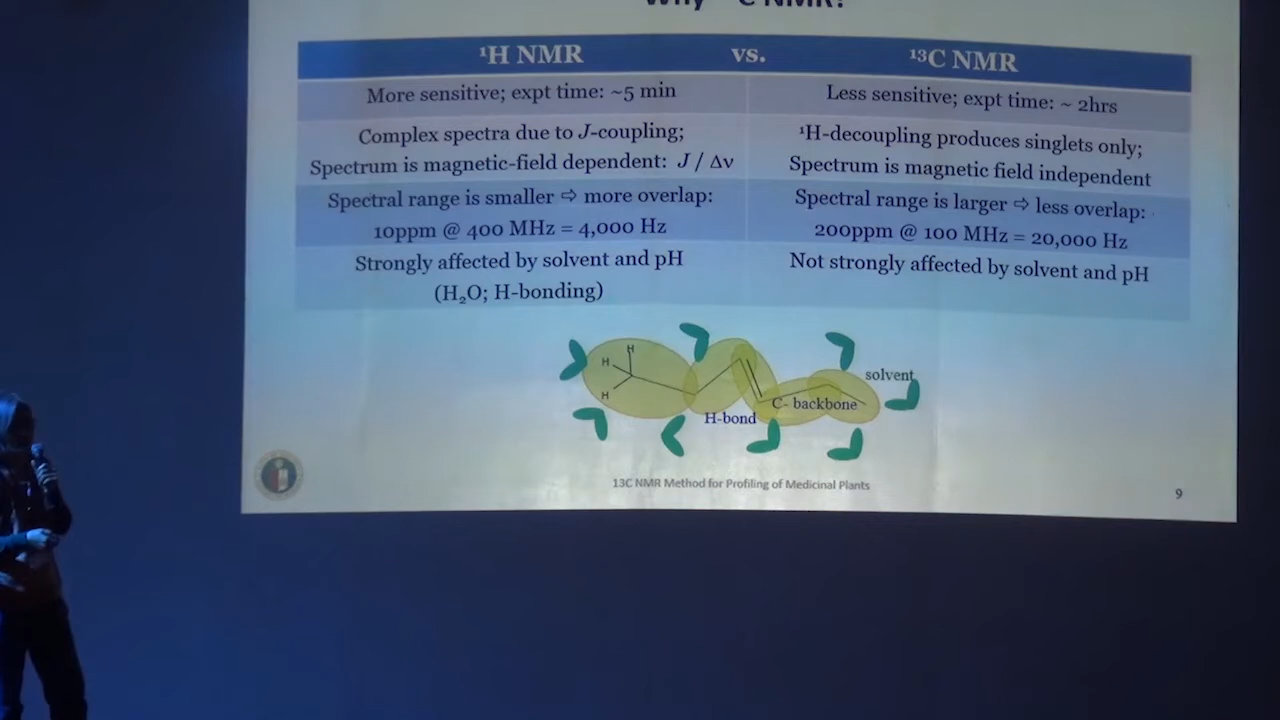 Why ¹³C NMR?
¹H NMR vs. ¹³C NMR
More sensitive; expt time: ~5 min
Less sensitive; expt time: ~ 2hrs
Complex spectra due to J-coupling;
Spectrum is magnetic-field dependent: J / Δν
¹H-decoupling produces singlets only;
Spectrum is magnetic field independent
Spectral range is smaller ⇨ more overlap:
10ppm @ 400 MHz = 4,000 Hz
Spectral range is larger ⇨ less overlap:
200ppm @ 100 MHz = 20,000 Hz
Strongly affected by solvent and pH
(H₂O; H-bonding)
Not strongly affected by solvent and pH
H
H
H
solvent
C- backbone
H-bond
13C NMR Method for Profiling of Medicinal Plants
9